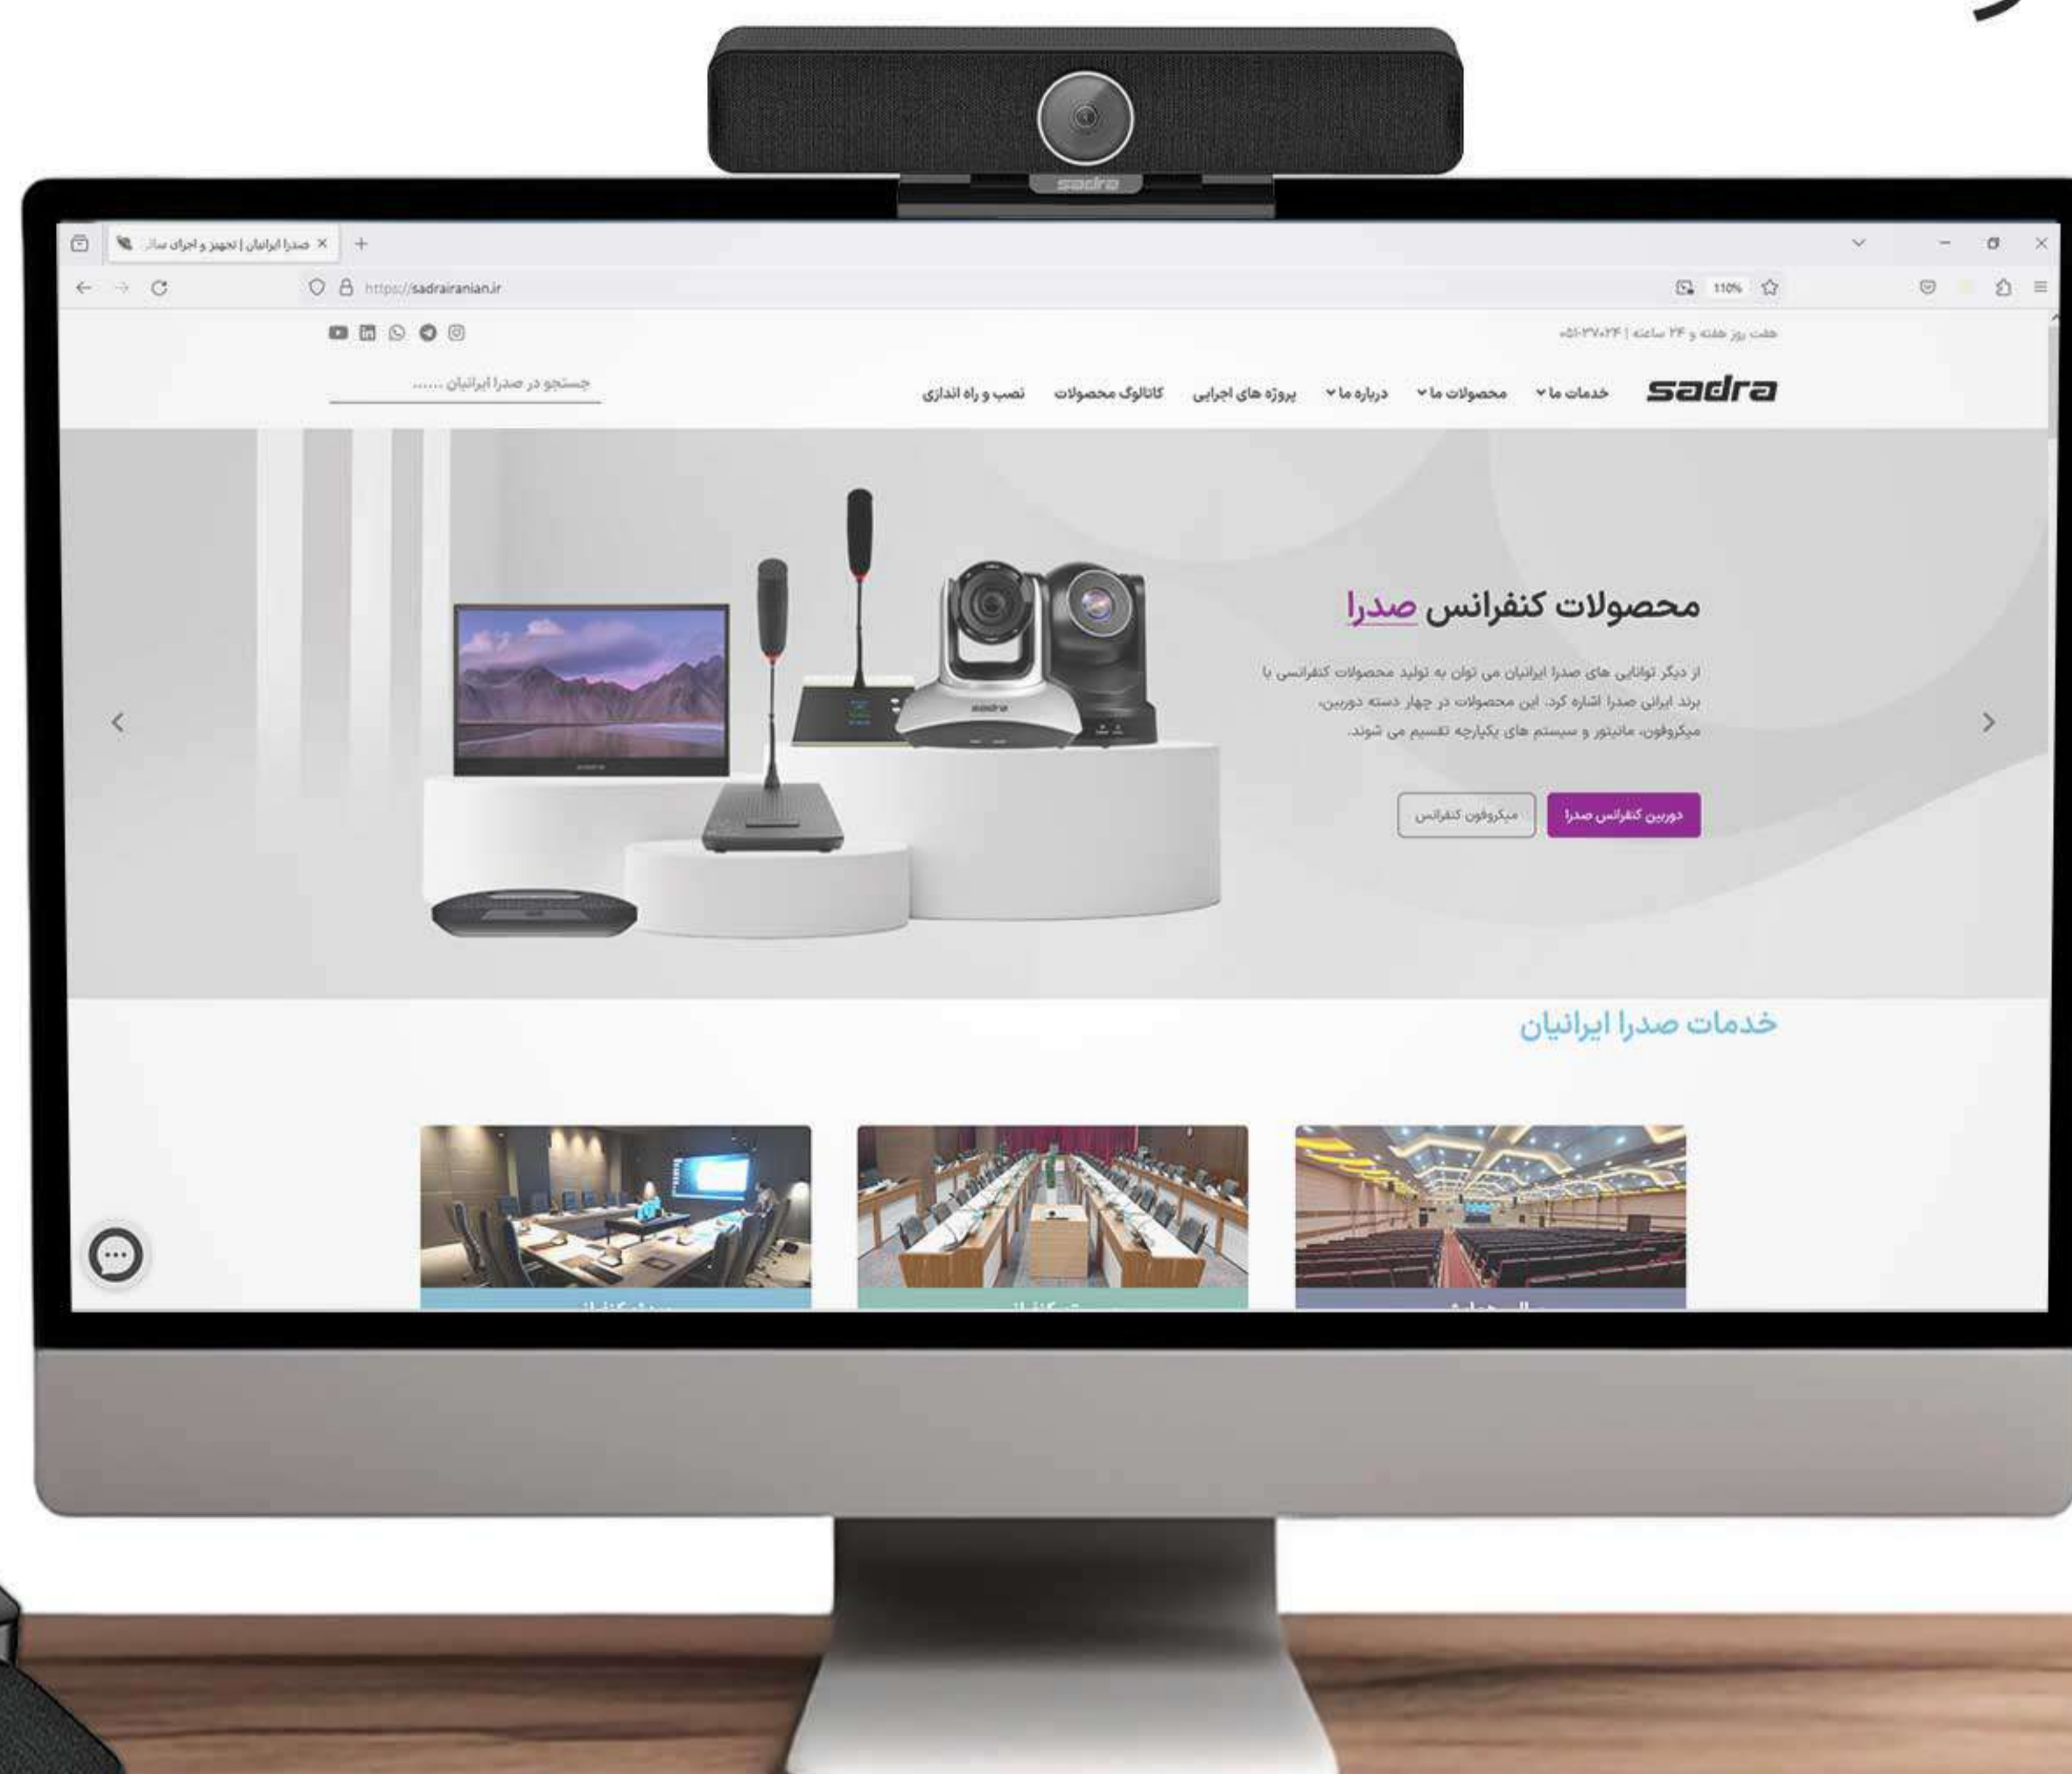 sadra
صدرا ایرانیان | تجهیز و اجرای سال
https://sadrairanian.ir
110%
هفت روز هفته و ۲۴ ساعته | ۰۵۱-۳۷۰۲۴
sadra
خدمات ما
محصولات ما
درباره ما
پروژه های اجرایی
کاتالوگ محصولات
نصب و راه اندازی
جستجو در صدرا ایرانیان ......
محصولات کنفرانس صدرا
از دیگر توانایی های صدرا ایرانیان می توان به تولید محصولات کنفرانسی با
برند ایرانی صدرا اشاره کرد. این محصولات در چهار دسته دوربین،
میکروفون، مانیتور و سیستم های یکپارچه تقسیم می شوند.
دوربین کنفرانس صدرا
میکروفون کنفرانس
sadra
خدمات صدرا ایرانیان